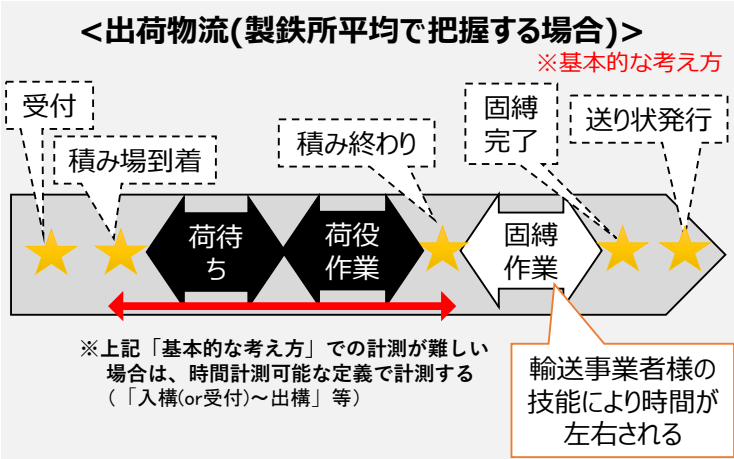 <出荷物流(製鉄所平均で把握する場合)>
※基本的な考え方
受付
積み場到着
積み終わり
固縛
完了
送り状発行
荷待
ち
荷役
作業
固縛
作業
※上記「基本的な考え方」での計測が難しい
場合は、時間計測可能な定義で計測する
(「入構(or受付)～出構」等)
輸送事業者様の
技能により時間が
左右される